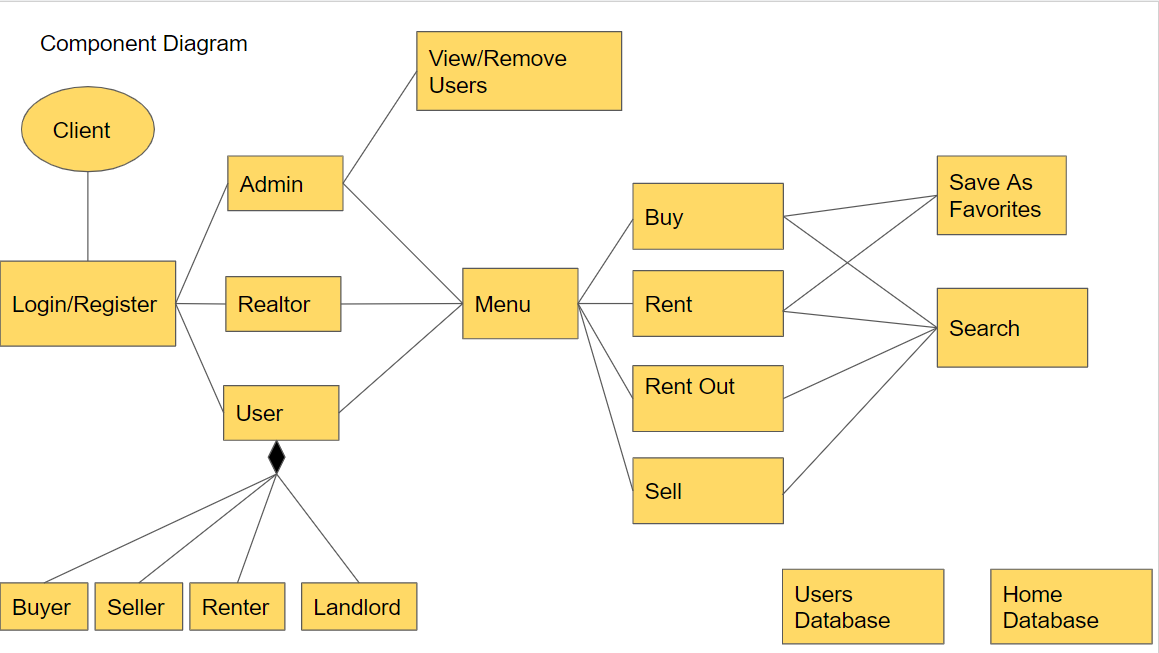 Component Diagram
View/Remove
Users
Client
Admin
Login/Register
Realtor
User
Menu
Buy
Rent
Rent Out
Sell
Save As
Favorites
Search
Buyer
Seller
Renter
Landlord
Users
Database
Home
Database